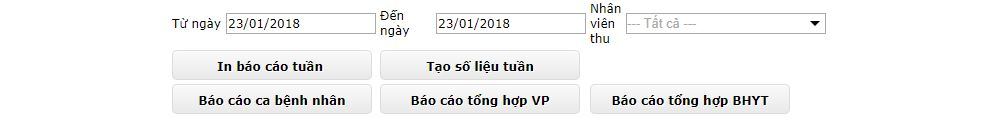 Từ ngày 23/01/2018 Đến ngày 23/01/2018 Nhân viên thu --- Tất cả ---
In báo cáo tuần Tạo số liệu tuần
Báo cáo ca bệnh nhân Báo cáo tổng hợp VP Báo cáo tổng hợp BHYT